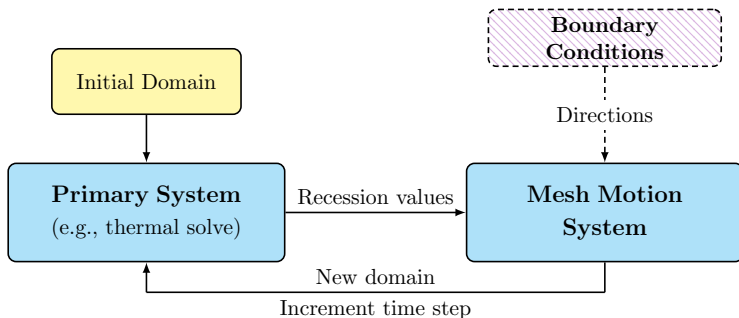 Boundary
Conditions
Initial Domain
Directions
Primary System
(e.g., thermal solve)
Recession values
Mesh Motion
System
New domain
Increment time step